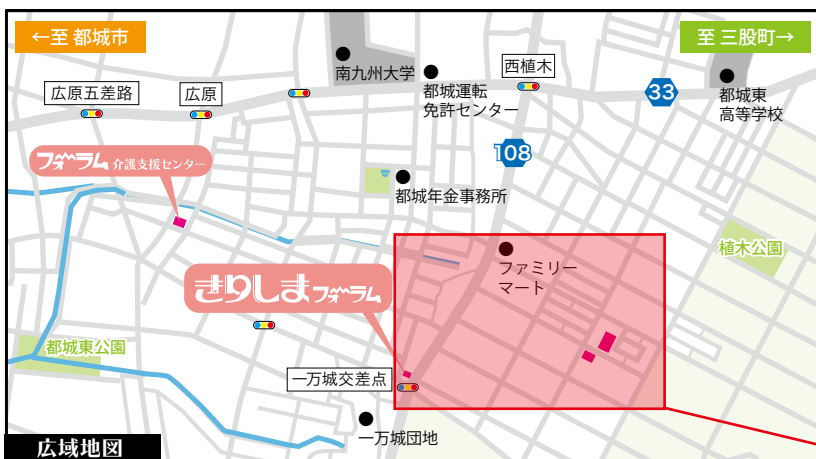 ←至 都城市
至 三股町→
南九州大学
都城運転
免許センター
西植木
33
都城東
高等学校
広原五差路
広原
108
フォーラム 介護支援センター
都城年金事務所
植木公園
ファミリー
マート
きりしまフォーラム
都城東公園
一万城交差点
一万城団地
広域地図